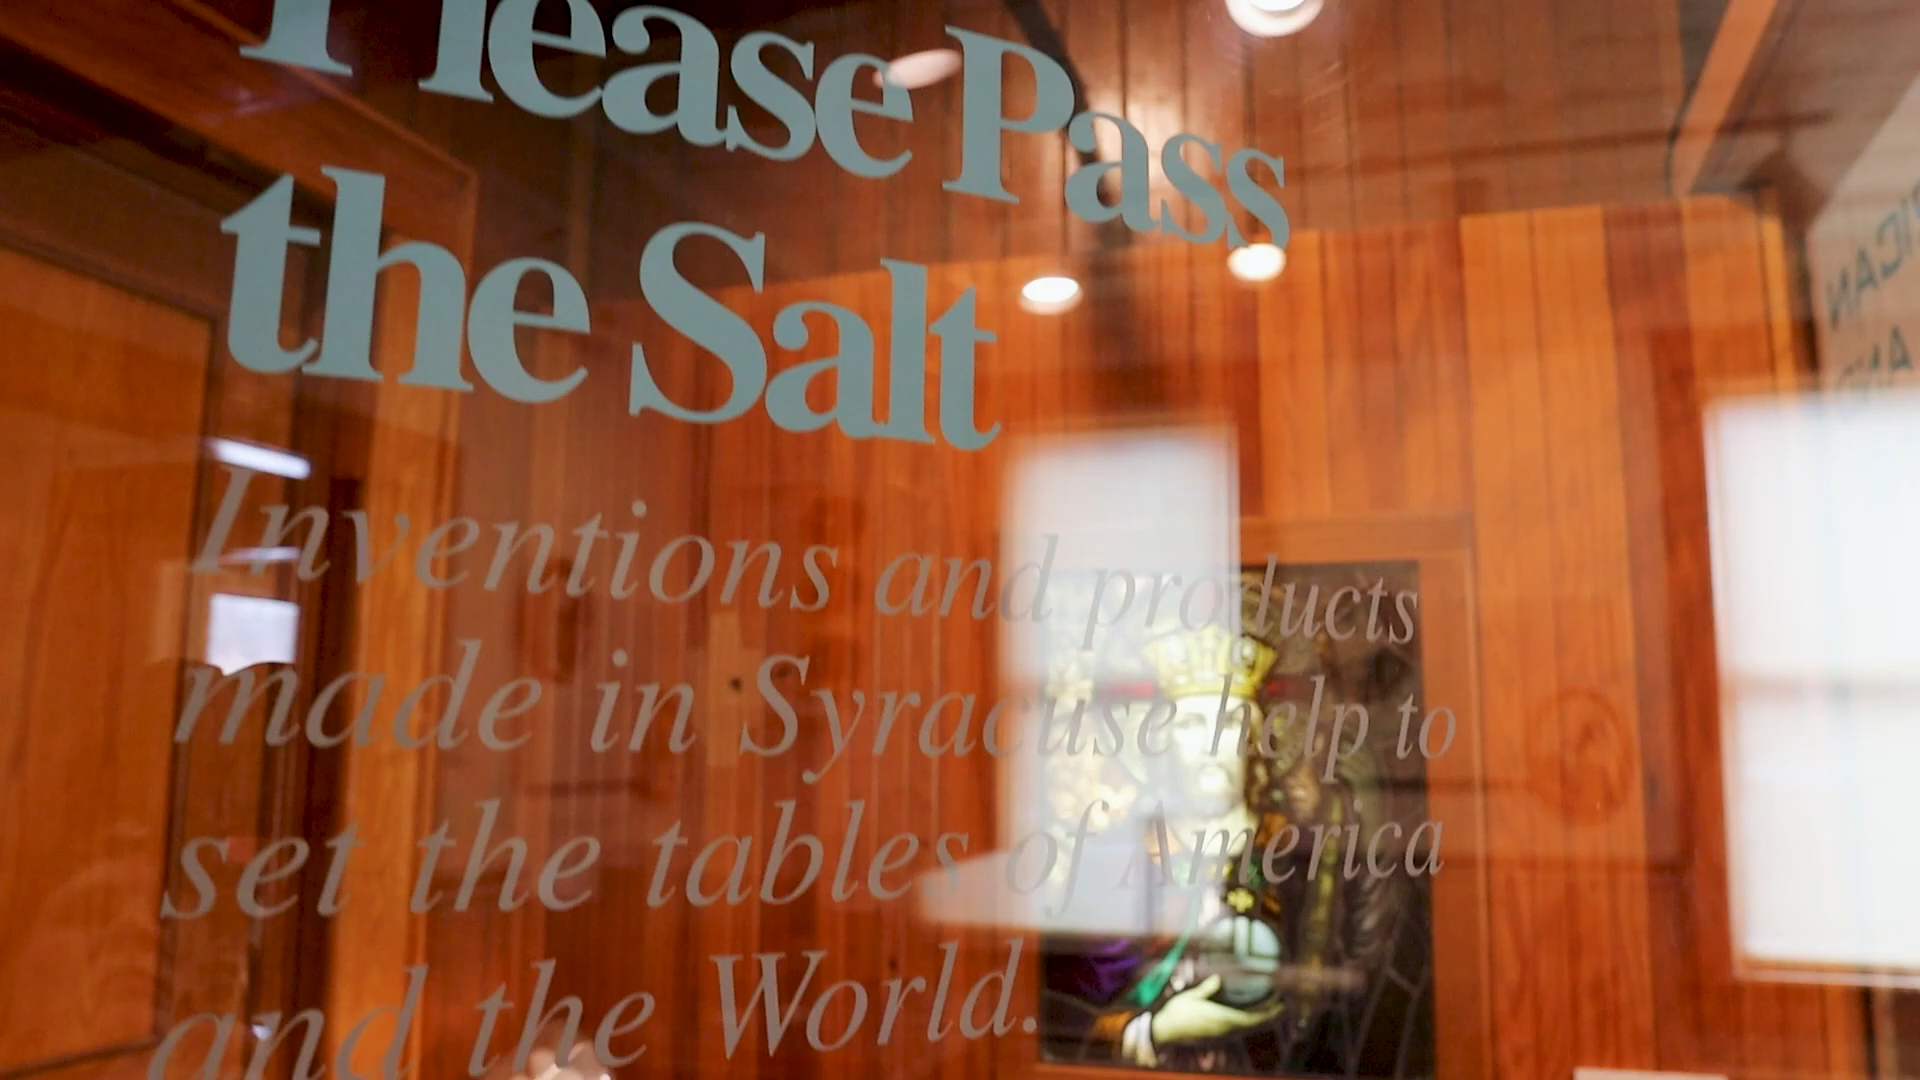 Please Pass
the Salt
Inventions and products
made in Syracuse help to
set the tables of America
and the World.